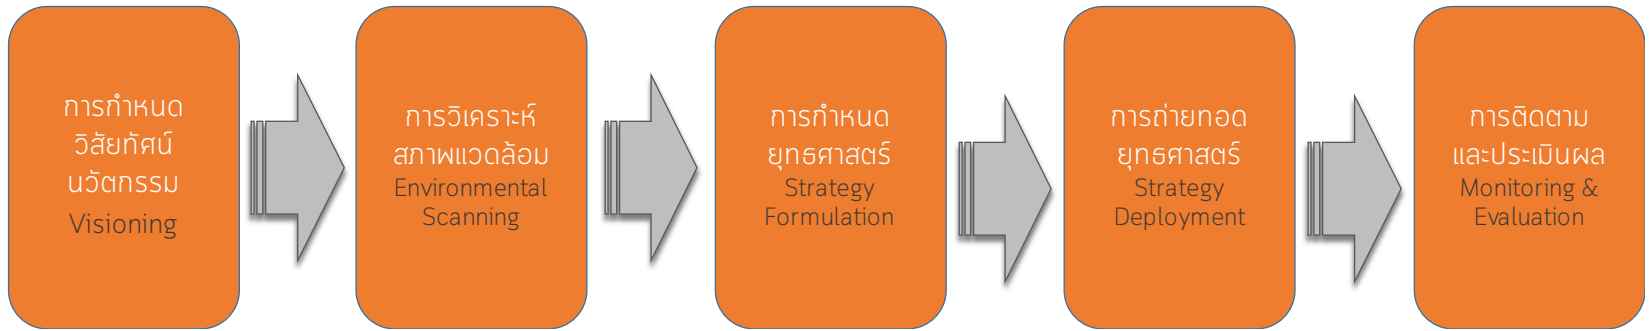 การกำหนด
วิสัยทัศน์
นวัตกรรม
Visioning
การวิเคราะห์
สภาพแวดล้อม
Environmental
Scanning
การกำหนด
ยุทธศาสตร์
Strategy
Formulation
การถ่ายทอด
ยุทธศาสตร์
Strategy
Deployment
การติดตาม
และประเมินผล
Monitoring &
Evaluation